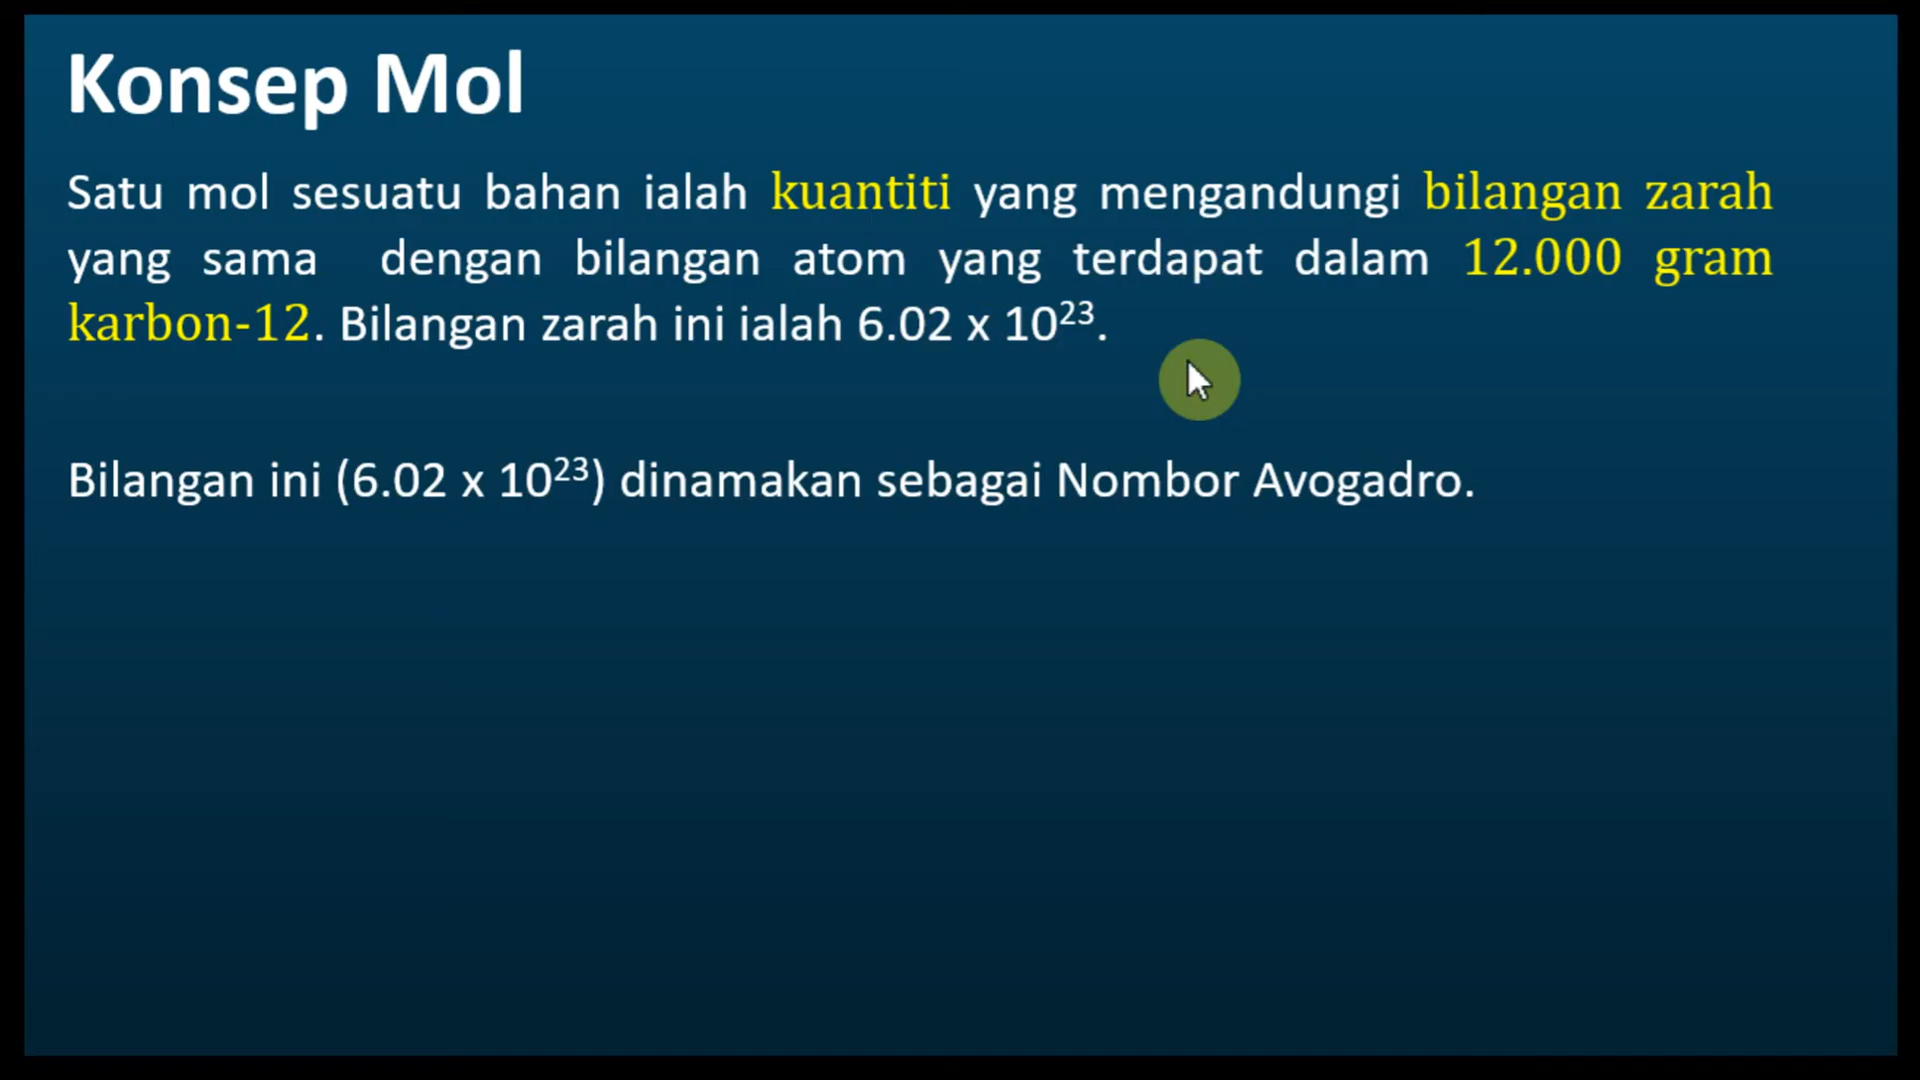 Konsep Mol
Satu mol sesuatu bahan ialah kuantiti yang mengandungi bilangan zarah
yang sama dengan bilangan atom yang terdapat dalam 12.000 gram
karbon-12. Bilangan zarah ini ialah 6.02 x 10²³.
Bilangan ini (6.02 x 10²³) dinamakan sebagai Nombor Avogadro.